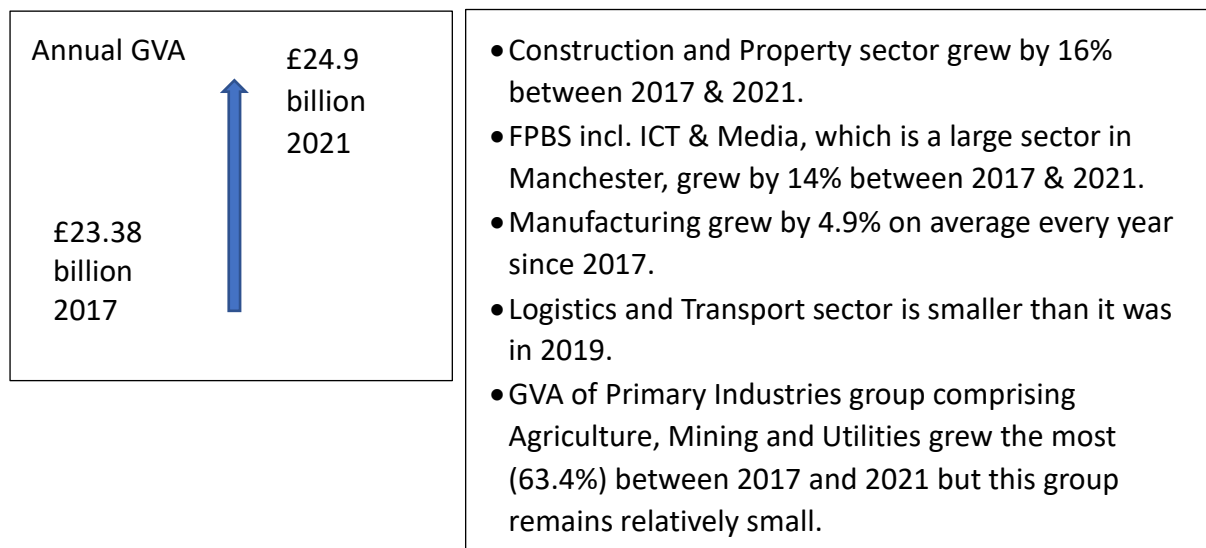 Annual GVA
£24.9
billion
2021
£23.38
billion
2017
•Construction and Property sector grew by 16%
between 2017 & 2021.
•FPBS incl. ICT & Media, which is a large sector in
Manchester, grew by 14% between 2017 & 2021.
•Manufacturing grew by 4.9% on average every year
since 2017.
•Logistics and Transport sector is smaller than it was
in 2019.
•GVA of Primary Industries group comprising
Agriculture, Mining and Utilities grew the most
(63.4%) between 2017 and 2021 but this group
remains relatively small.